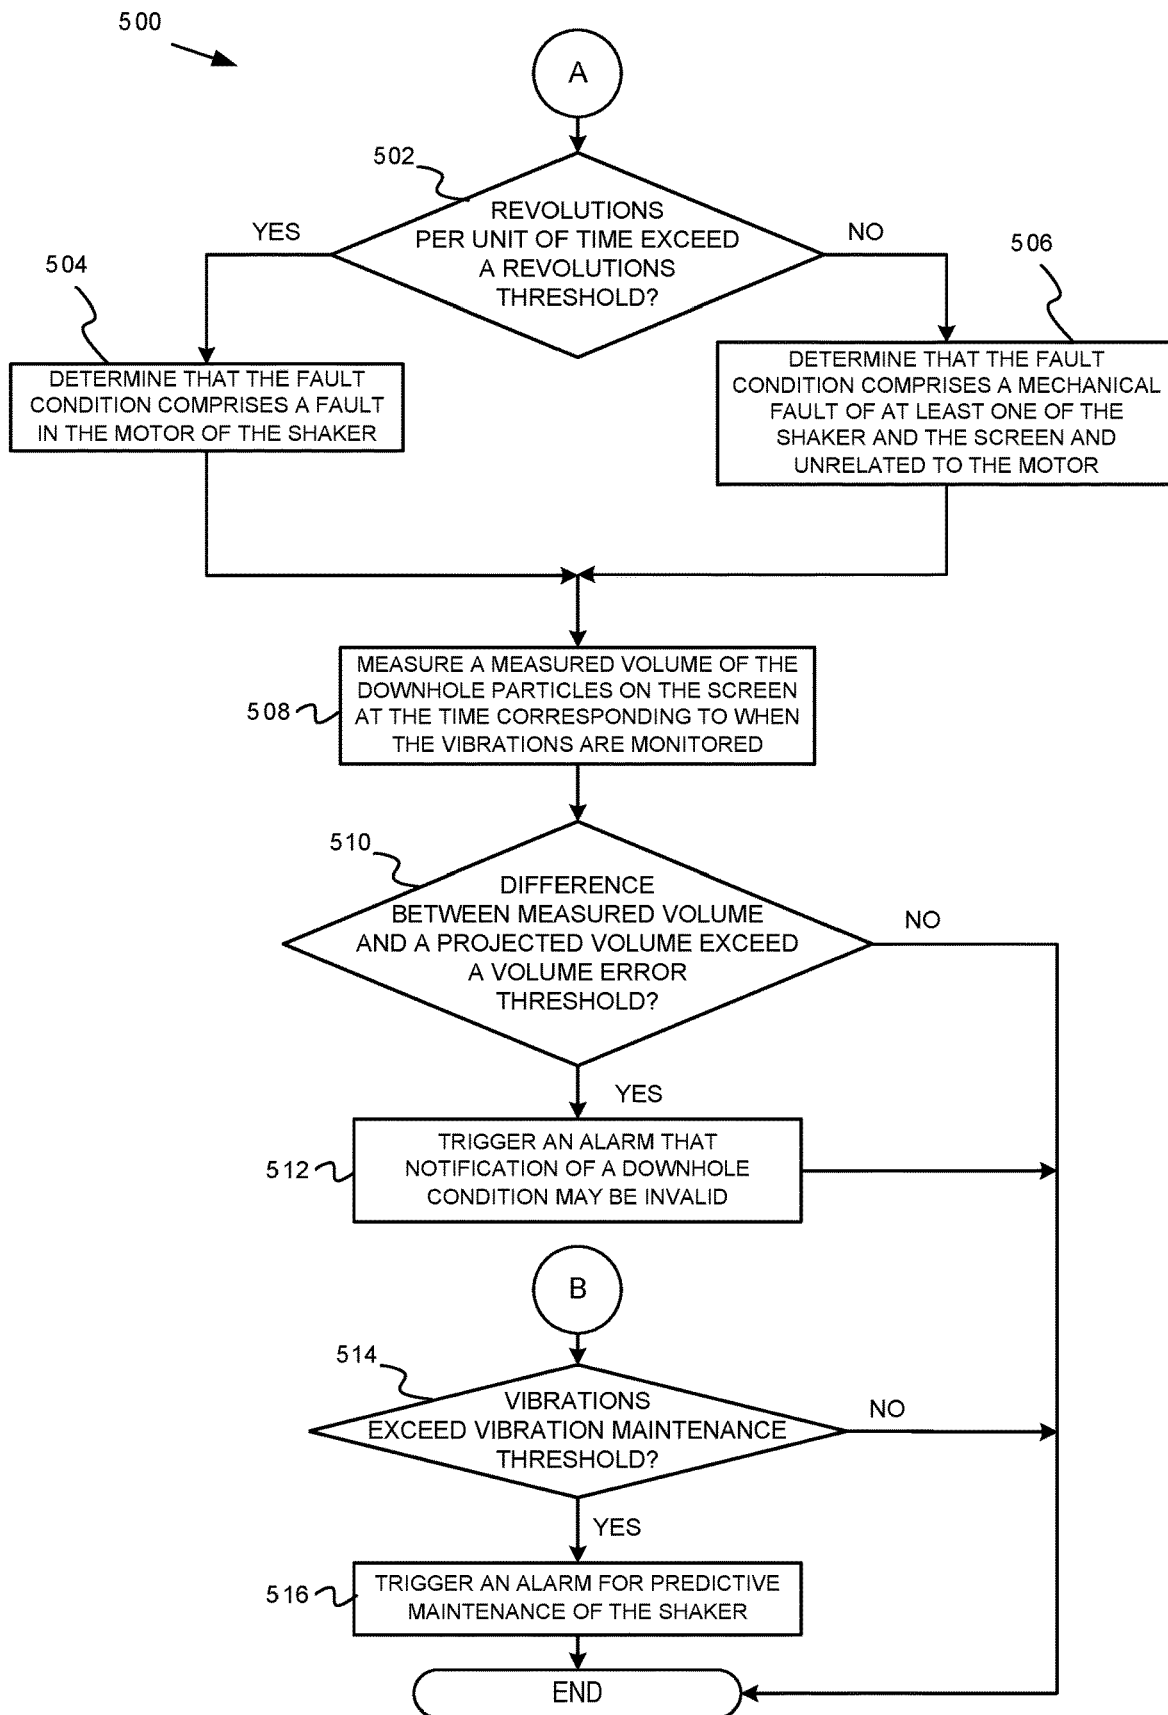 500
A
502
REVOLUTIONS
PER UNIT OF TIME EXCEED
A REVOLUTIONS
THRESHOLD?
YES
NO
504
506
DETERMINE THAT THE FAULT
CONDITION COMPRISES A FAULT
IN THE MOTOR OF THE SHAKER
DETERMINE THAT THE FAULT
CONDITION COMPRISES A MECHANICAL
FAULT OF AT LEAST ONE OF THE
SHAKER AND THE SCREEN AND
UNRELATED TO THE MOTOR
508
MEASURE A MEASURED VOLUME OF THE
DOWNHOLE PARTICLES ON THE SCREEN
AT THE TIME CORRESPONDING TO WHEN
THE VIBRATIONS ARE MONITORED
510
DIFFERENCE
BETWEEN MEASURED VOLUME
AND A PROJECTED VOLUME EXCEED
A VOLUME ERROR
THRESHOLD?
NO
YES
512
TRIGGER AN ALARM THAT
NOTIFICATION OF A DOWNHOLE
CONDITION MAY BE INVALID
B
514
VIBRATIONS
EXCEED VIBRATION MAINTENANCE
THRESHOLD?
NO
YES
516
TRIGGER AN ALARM FOR PREDICTIVE
MAINTENANCE OF THE SHAKER
END